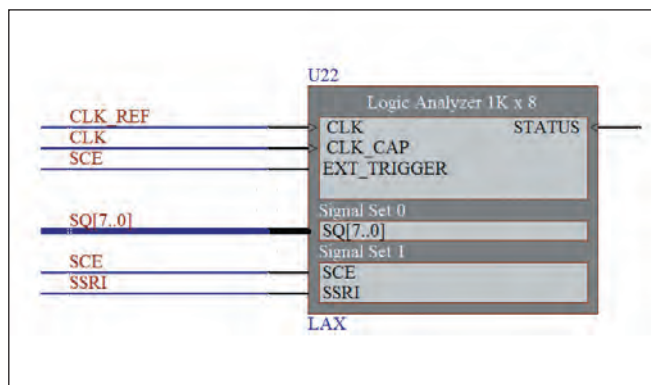 U22
Logic Analyzer 1K x 8
CLK_REF
CLK STATUS
CLK
CLK_CAP
SCE
EXT_TRIGGER
Signal Set 0
SQ[7..0]
SQ[7..0]
Signal Set 1
SCE
SCE
SSRI
SSRI
LAX